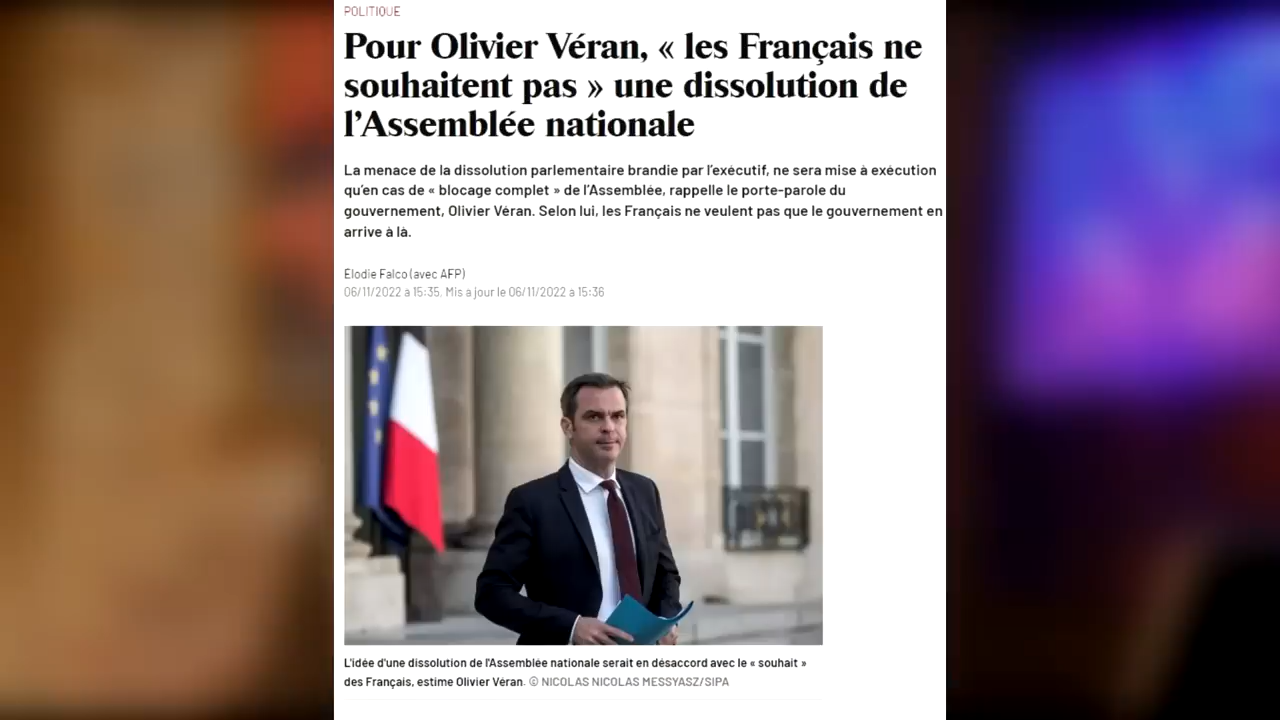 POLITIQUE
Pour Olivier Véran, « les Français ne
souhaitent pas » une dissolution de
l’Assemblée nationale
La menace de la dissolution parlementaire brandie par l’exécutif, ne sera mise à exécution
qu’en cas de « blocage complet » de l’Assemblée, rappelle le porte-parole du
gouvernement, Olivier Véran. Selon lui, les Français ne veulent pas que le gouvernement en
arrive à là.
Élodie Falco (avec AFP)
06/11/2022 à 15:35, Mis à jour le 06/11/2022 à 15:36
L'idée d'une dissolution de l'Assemblée nationale serait en désaccord avec le « souhait »
des Français, estime Olivier Véran. © NICOLAS NICOLAS MESSYASZ/SIPA